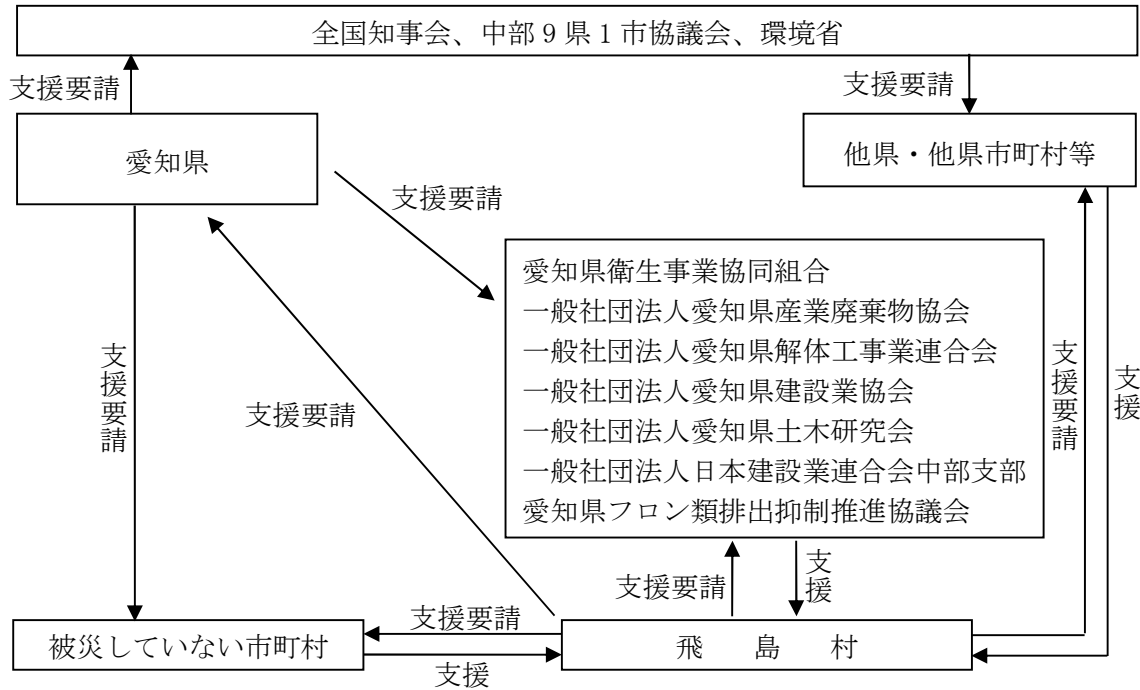 全国知事会、中部９県１市協議会、環境省
支援要請
支援要請
愛知県
他県・他県市町村等
支援要請
愛知県衛生事業協同組合
一般社団法人愛知県産業廃棄物協会
一般社団法人愛知県解体工事業連合会
一般社団法人愛知県建設業協会
一般社団法人愛知県土木研究会
一般社団法人日本建設業連合会中部支部
愛知県フロン類排出抑制推進協議会
支援要請
支援要請
支援要請
支援
支援要請
支援
支援要請
支援
被災していない市町村
飛　島　村